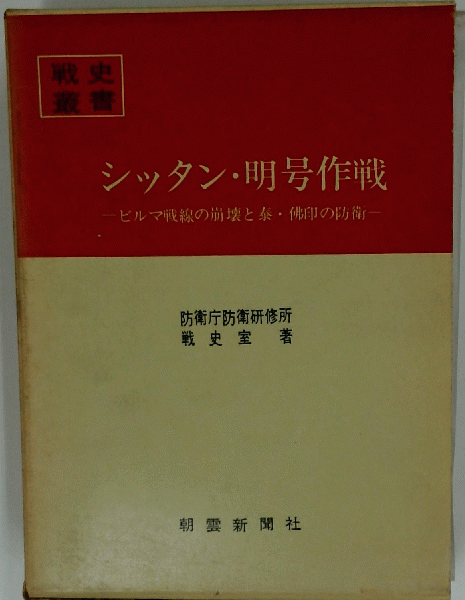 戦史
叢書
シッタン・明号作戦
―ビルマ戦線の崩壊と泰・佛印の防衛―
防衛庁防衛研修所
戦史室 著
朝雲新聞社